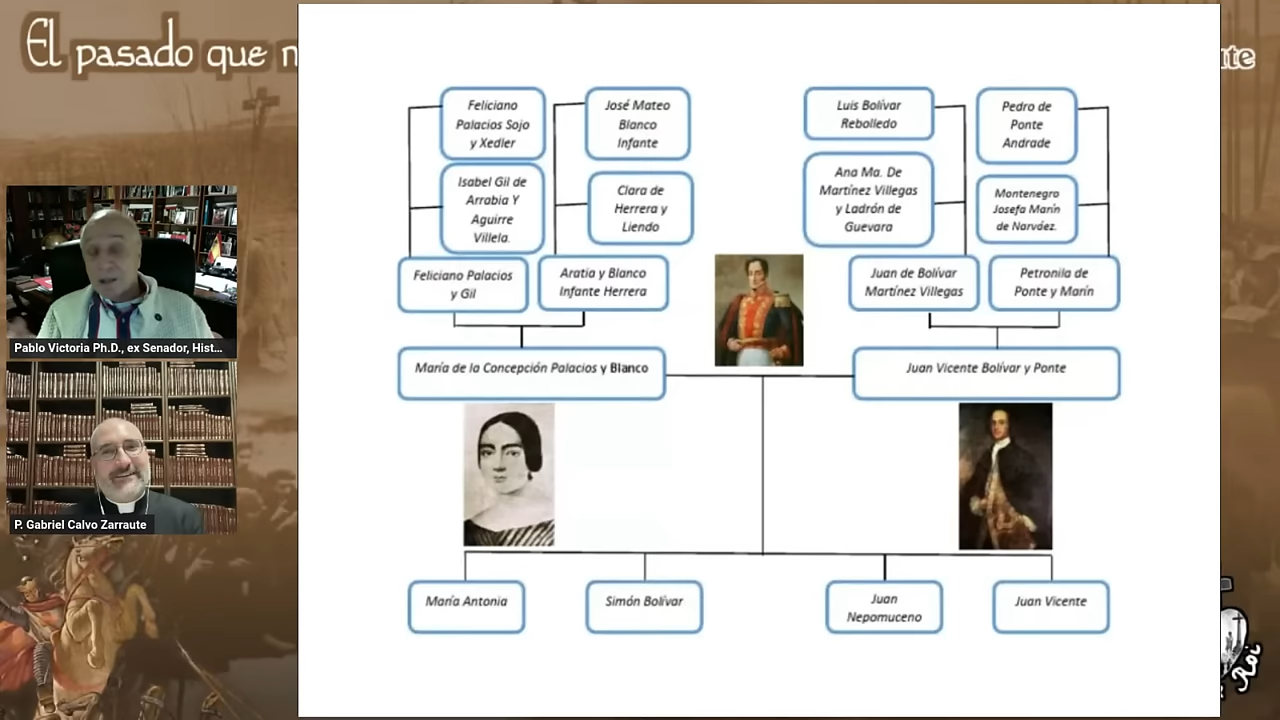 El pasado que n
te
Feliciano
Palacios Sojo
y Xedler
José Mateo
Blanco
Infante
Luis Bolívar
Rebolledo
Pedro de
Ponte
Andrade
Isabel Gil de
Arrabia Y
Aguirre
Villela.
Clara de
Herrera y
Liendo
Ana Ma. De
Martínez Villegas
y Ladrón de
Guevara
Montenegro
Josefa Marín
de Narváez.
Feliciano Palacios
y Gil
Aratia y Blanco
Infante Herrera
Juan de Bolívar
Martínez Villegas
Petronila de
Ponte y Marín
María de la Concepción Palacios y Blanco
Juan Vicente Bolívar y Ponte
María Antonia
Simón Bolívar
Juan
Nepomuceno
Juan Vicente
Pablo Victoria Ph.D., ex Senador, Hist...
P. Gabriel Calvo Zarraute
Roi